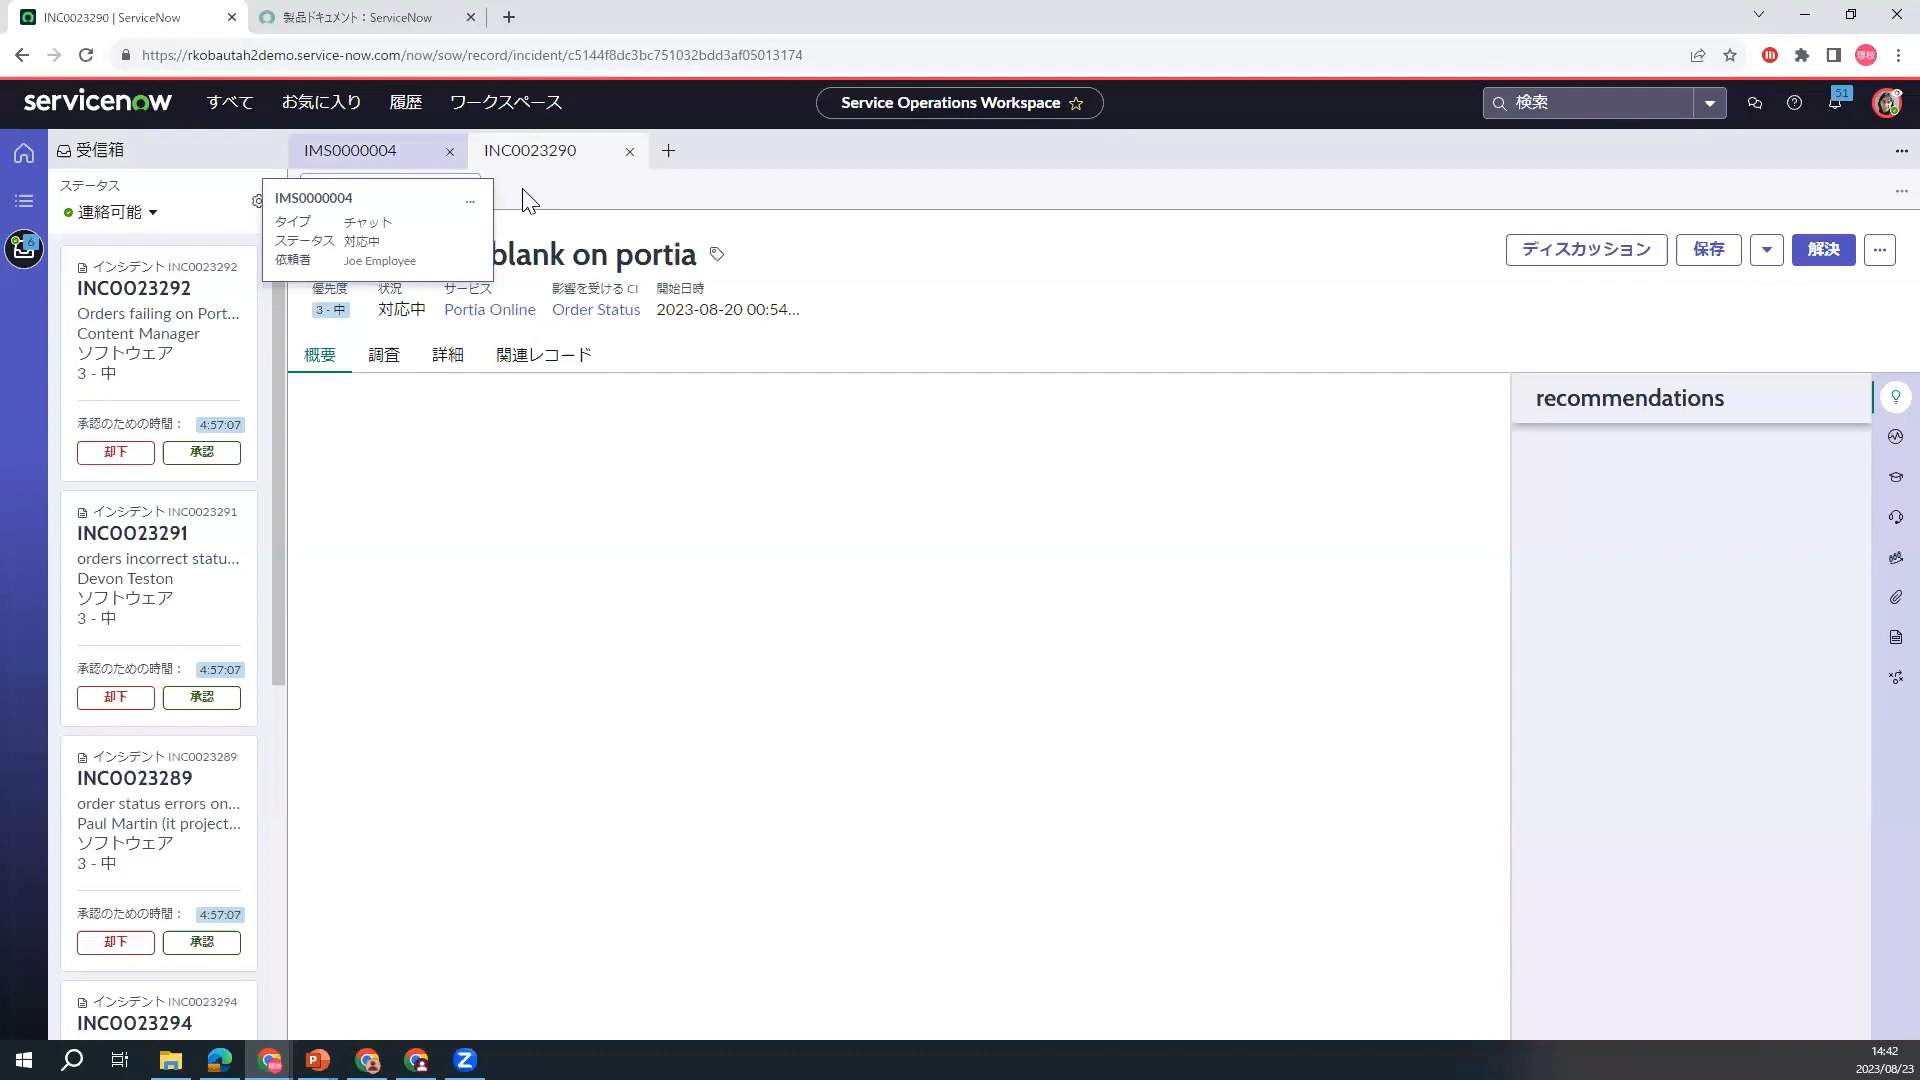 INC0023290 | ServiceNow
製品ドキュメント：ServiceNow
https://rkobautah2demo.service-now.com/now/sow/record/incident/c5144f8dc3bc751032bdd3af05013174
servicenow
すべて
お気に入り
履歴
ワークスペース
Service Operations Workspace
検索
51
受信箱
IMS0000004
INC0023290
ステータス
連絡可能
6
IMS0000004
タイプ チャット
ステータス 対応中
依頼者 Joe Employee
blank on portia
ディスカッション
保存
解決
優先度 状況 サービス 影響を受ける CI 開始日時
3 - 中 対応中 Portia Online Order Status 2023-08-20 00:54...
概要 調査 詳細 関連レコード
recommendations
インシデント INC0023292
INC0023292
Orders failing on Port...
Content Manager
ソフトウェア
3 - 中
承認のための時間： 4:57:07
却下 承認
インシデント INC0023291
INC0023291
orders incorrect statu...
Devon Teston
ソフトウェア
3 - 中
承認のための時間： 4:57:07
却下 承認
インシデント INC0023289
INC0023289
order status errors on...
Paul Martin (it project...
ソフトウェア
3 - 中
承認のための時間： 4:57:07
却下 承認
インシデント INC0023294
INC0023294
14:42
2023/08/23